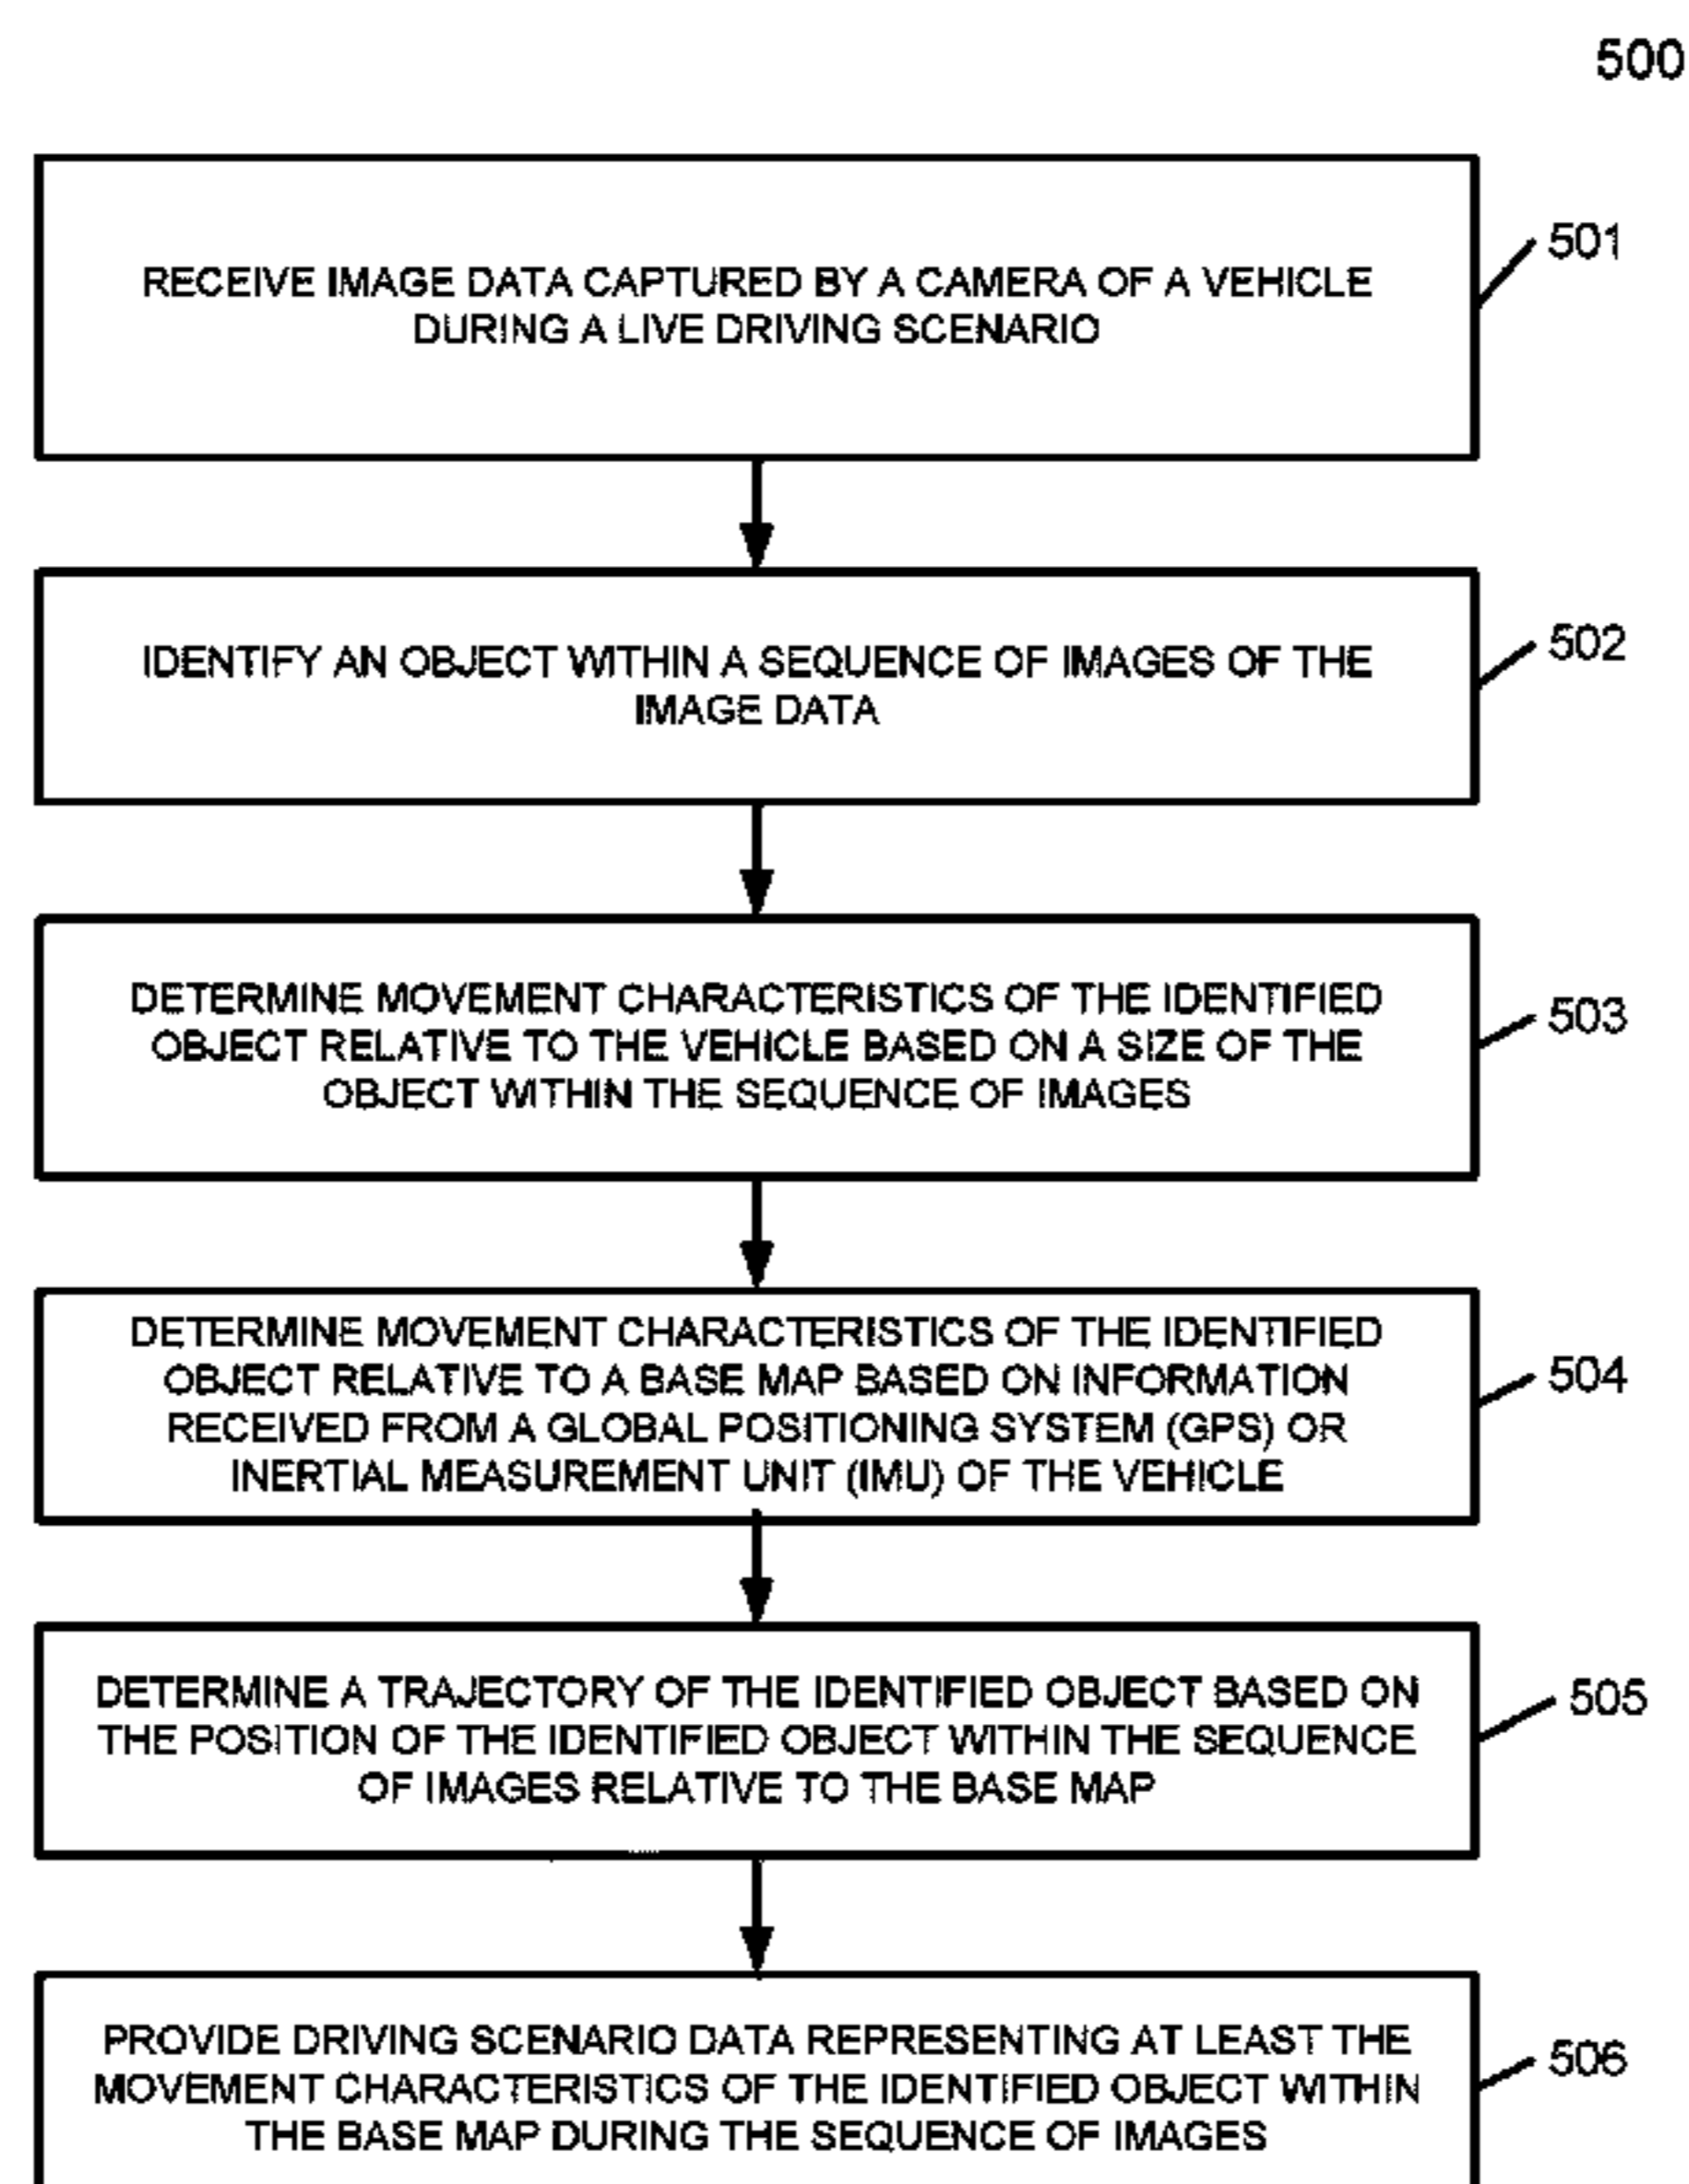 500
RECEIVE IMAGE DATA CAPTURED BY A CAMERA OF A VEHICLE
DURING A LIVE DRIVING SCENARIO
501
IDENTIFY AN OBJECT WITHIN A SEQUENCE OF IMAGES OF THE
IMAGE DATA
502
DETERMINE MOVEMENT CHARACTERISTICS OF THE IDENTIFIED
OBJECT RELATIVE TO THE VEHICLE BASED ON A SIZE OF THE
OBJECT WITHIN THE SEQUENCE OF IMAGES
503
DETERMINE MOVEMENT CHARACTERISTICS OF THE IDENTIFIED
OBJECT RELATIVE TO A BASE MAP BASED ON INFORMATION
RECEIVED FROM A GLOBAL POSITIONING SYSTEM (GPS) OR
INERTIAL MEASUREMENT UNIT (IMU) OF THE VEHICLE
504
DETERMINE A TRAJECTORY OF THE IDENTIFIED OBJECT BASED ON
THE POSITION OF THE IDENTIFIED OBJECT WITHIN THE SEQUENCE
OF IMAGES RELATIVE TO THE BASE MAP
505
PROVIDE DRIVING SCENARIO DATA REPRESENTING AT LEAST THE
MOVEMENT CHARACTERISTICS OF THE IDENTIFIED OBJECT WITHIN
THE BASE MAP DURING THE SEQUENCE OF IMAGES
506